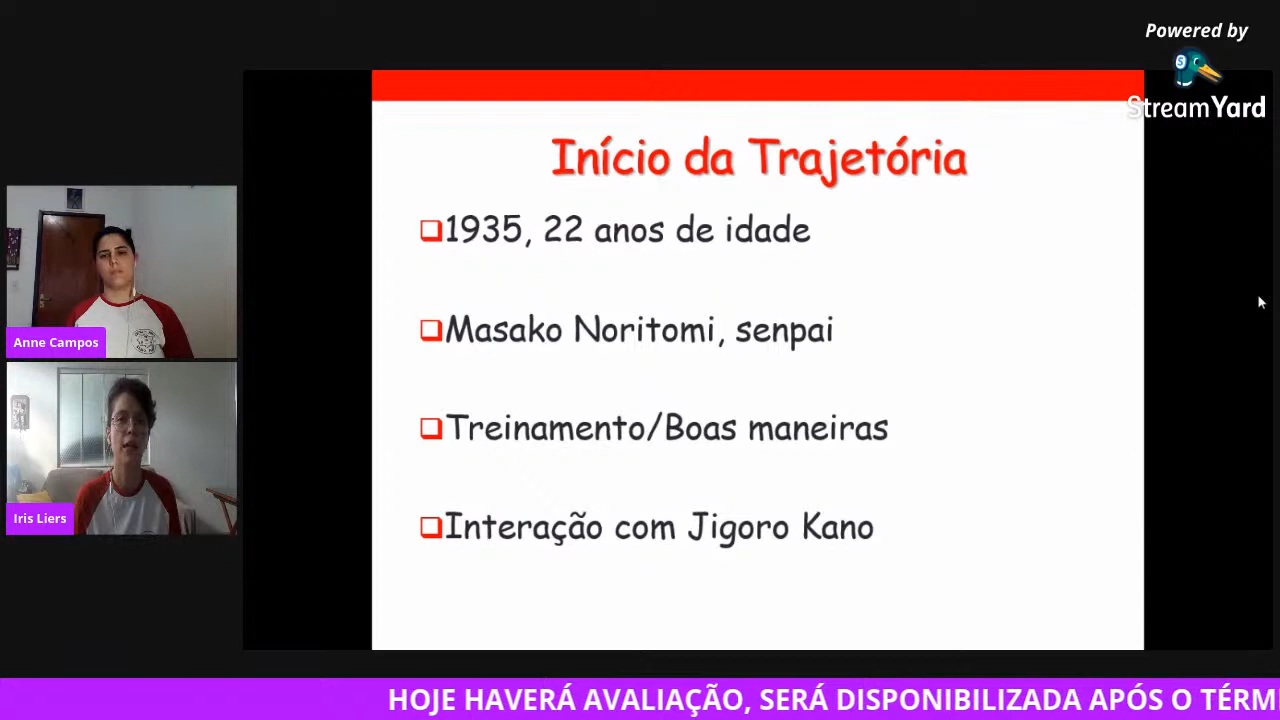 Powered by
StreamYard
Início da Trajetória
1935, 22 anos de idade
Masako Noritomi, senpai
Treinamento/Boas maneiras
Interação com Jigoro Kano
Anne Campos
Iris Liers
HOJE HAVERÁ AVALIAÇÃO, SERÁ DISPONIBILIZADA APÓS O TÉRM